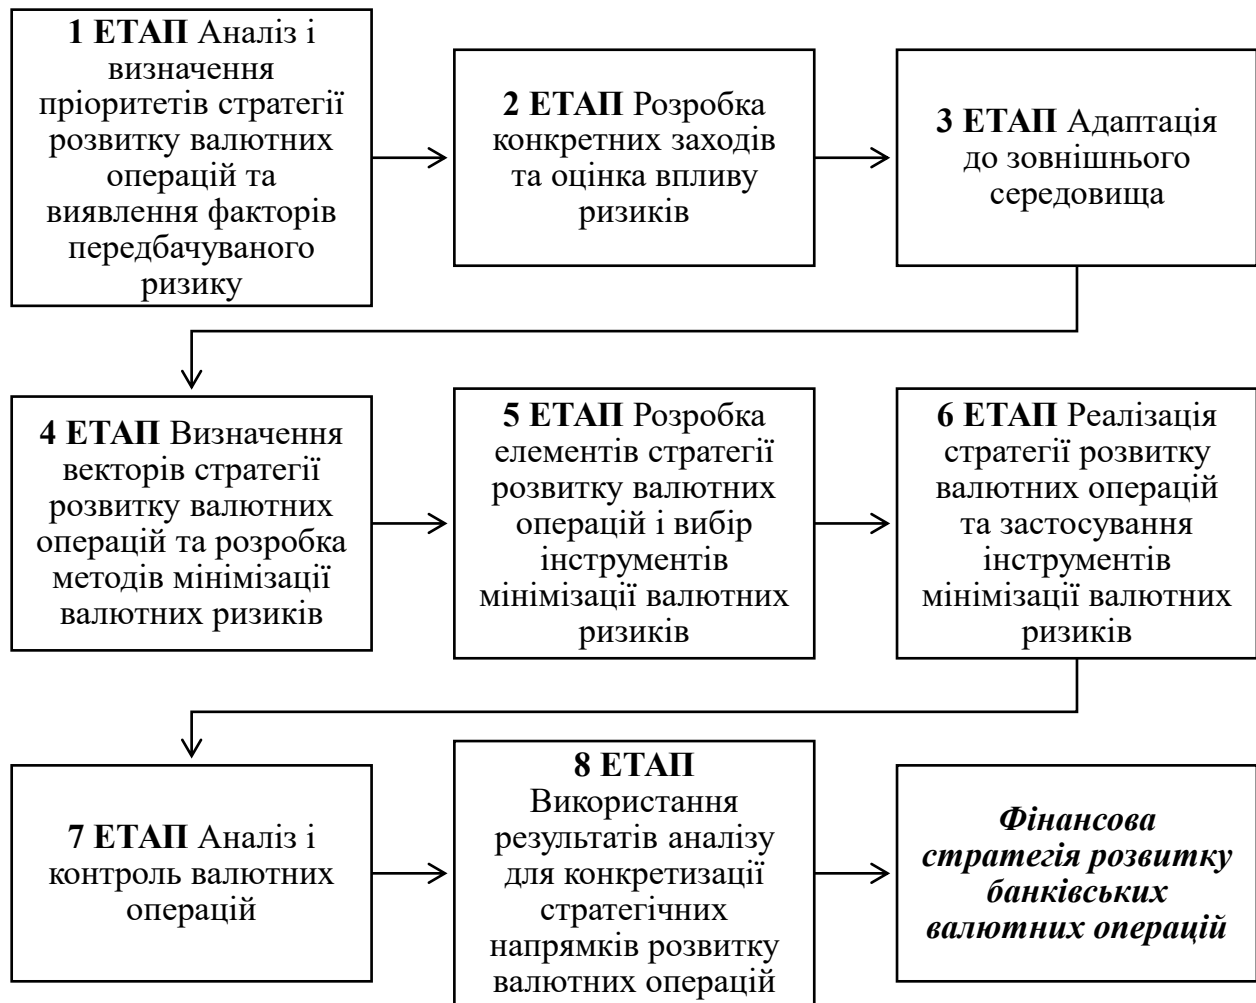 1 ЕТАП Аналіз і
визначення
пріоритетів стратегії
розвитку валютних
операцій та
виявлення факторів
передбачуваного
ризику
2 ЕТАП Розробка
конкретних заходів
та оцінка впливу
ризиків
3 ЕТАП Адаптація
до зовнішнього
середовища
4 ЕТАП Визначення
векторів стратегії
розвитку валютних
операцій та розробка
методів мінімізації
валютних ризиків
5 ЕТАП Розробка
елементів стратегії
розвитку валютних
операцій і вибір
інструментів
мінімізації валютних
ризиків
6 ЕТАП Реалізація
стратегії розвитку
валютних операцій
та застосування
інструментів
мінімізації валютних
ризиків
7 ЕТАП Аналіз і
контроль валютних
операцій
8 ЕТАП
Використання
результатів аналізу
для конкретизації
стратегічних
напрямків розвитку
валютних операцій
Фінансова
стратегія розвитку
банківських
валютних операцій